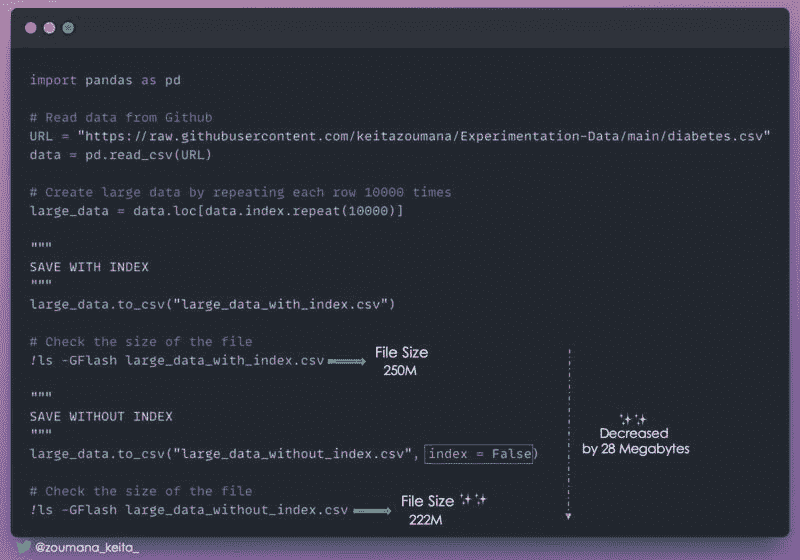 import pandas as pd
# Read data from Github
URL = "https://raw.githubusercontent.com/keitazoumana/Experimentation-Data/main/diabetes.csv"
data = pd.read_csv(URL)
# Create large data by repeating each row 10000 times
large_data = data.loc[data.index.repeat(10000)]
"""
SAVE WITH INDEX
"""
large_data.to_csv("large_data_with_index.csv")
# Check the size of the file
!ls -GFlash large_data_with_index.csv
File Size
250M
"""
SAVE WITHOUT INDEX
"""
large_data.to_csv("large_data_without_index.csv", index = False)
# Check the size of the file
!ls -GFlash large_data_without_index.csv
File Size ✨✨
222M
✨✨
Decreased
by 28 Megabytes
@zoumana_keita_